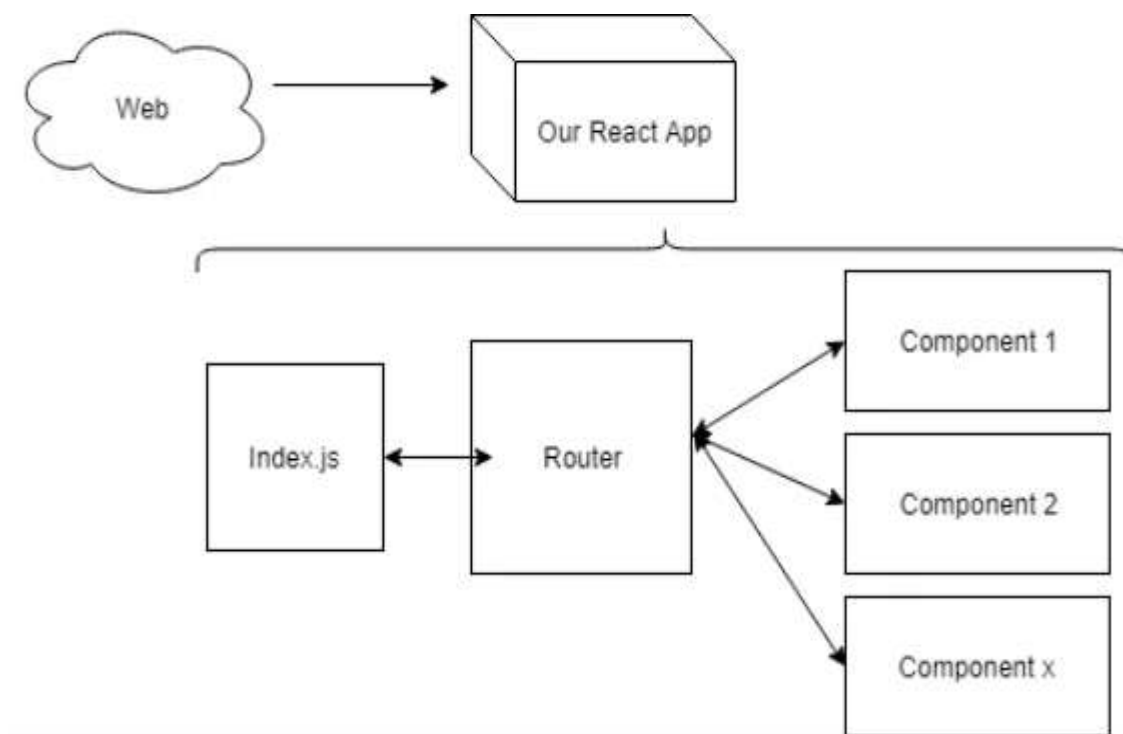 Web
Our React App
Index.js
Router
Component 1
Component 2
Component x